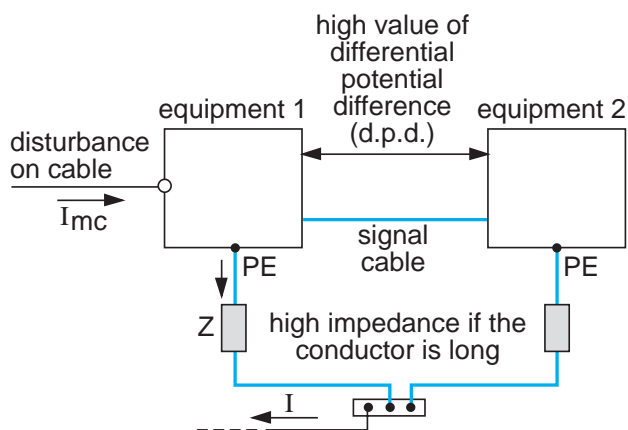 high value of
differential
potential
difference
(d.p.d.)
equipment 1
equipment 2
disturbance
on cable
Imc
signal
cable
PE
PE
Z
high impedance if the
conductor is long
I